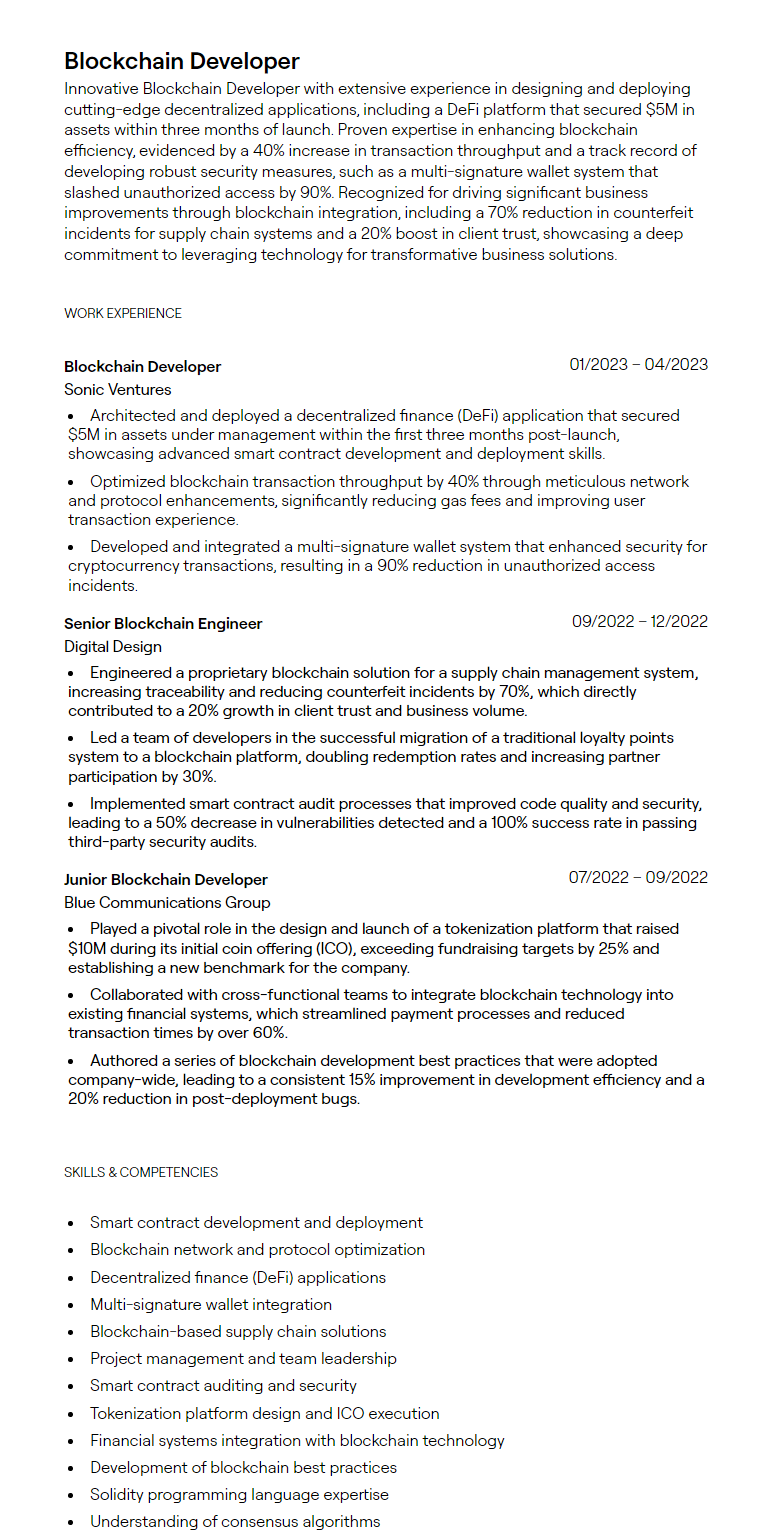 Blockchain Developer
Innovative Blockchain Developer with extensive experience in designing and deploying
cutting-edge decentralized applications, including a DeFi platform that secured $5M in
assets within three months of launch. Proven expertise in enhancing blockchain
efficiency, evidenced by a 40% increase in transaction throughput and a track record of
developing robust security measures, such as a multi-signature wallet system that
slashed unauthorized access by 90%. Recognized for driving significant business
improvements through blockchain integration, including a 70% reduction in counterfeit
incidents for supply chain systems and a 20% boost in client trust, showcasing a deep
commitment to leveraging technology for transformative business solutions.
WORK EXPERIENCE
Blockchain Developer 01/2023 – 04/2023
Sonic Ventures
• Architected and deployed a decentralized finance (DeFi) application that secured
$5M in assets under management within the first three months post-launch,
showcasing advanced smart contract development and deployment skills.
• Optimized blockchain transaction throughput by 40% through meticulous network
and protocol enhancements, significantly reducing gas fees and improving user
transaction experience.
• Developed and integrated a multi-signature wallet system that enhanced security for
cryptocurrency transactions, resulting in a 90% reduction in unauthorized access
incidents.
Senior Blockchain Engineer 09/2022 – 12/2022
Digital Design
• Engineered a proprietary blockchain solution for a supply chain management system,
increasing traceability and reducing counterfeit incidents by 70%, which directly
contributed to a 20% growth in client trust and business volume.
• Led a team of developers in the successful migration of a traditional loyalty points
system to a blockchain platform, doubling redemption rates and increasing partner
participation by 30%.
• Implemented smart contract audit processes that improved code quality and security,
leading to a 50% decrease in vulnerabilities detected and a 100% success rate in passing
third-party security audits.
Junior Blockchain Developer 07/2022 – 09/2022
Blue Communications Group
• Played a pivotal role in the design and launch of a tokenization platform that raised
$10M during its initial coin offering (ICO), exceeding fundraising targets by 25% and
establishing a new benchmark for the company.
• Collaborated with cross-functional teams to integrate blockchain technology into
existing financial systems, which streamlined payment processes and reduced
transaction times by over 60%.
• Authored a series of blockchain development best practices that were adopted
company-wide, leading to a consistent 15% improvement in development efficiency and a
20% reduction in post-deployment bugs.
SKILLS & COMPETENCIES
• Smart contract development and deployment
• Blockchain network and protocol optimization
• Decentralized finance (DeFi) applications
• Multi-signature wallet integration
• Blockchain-based supply chain solutions
• Project management and team leadership
• Smart contract auditing and security
• Tokenization platform design and ICO execution
• Financial systems integration with blockchain technology
• Development of blockchain best practices
• Solidity programming language expertise
• Understanding of consensus algorithms